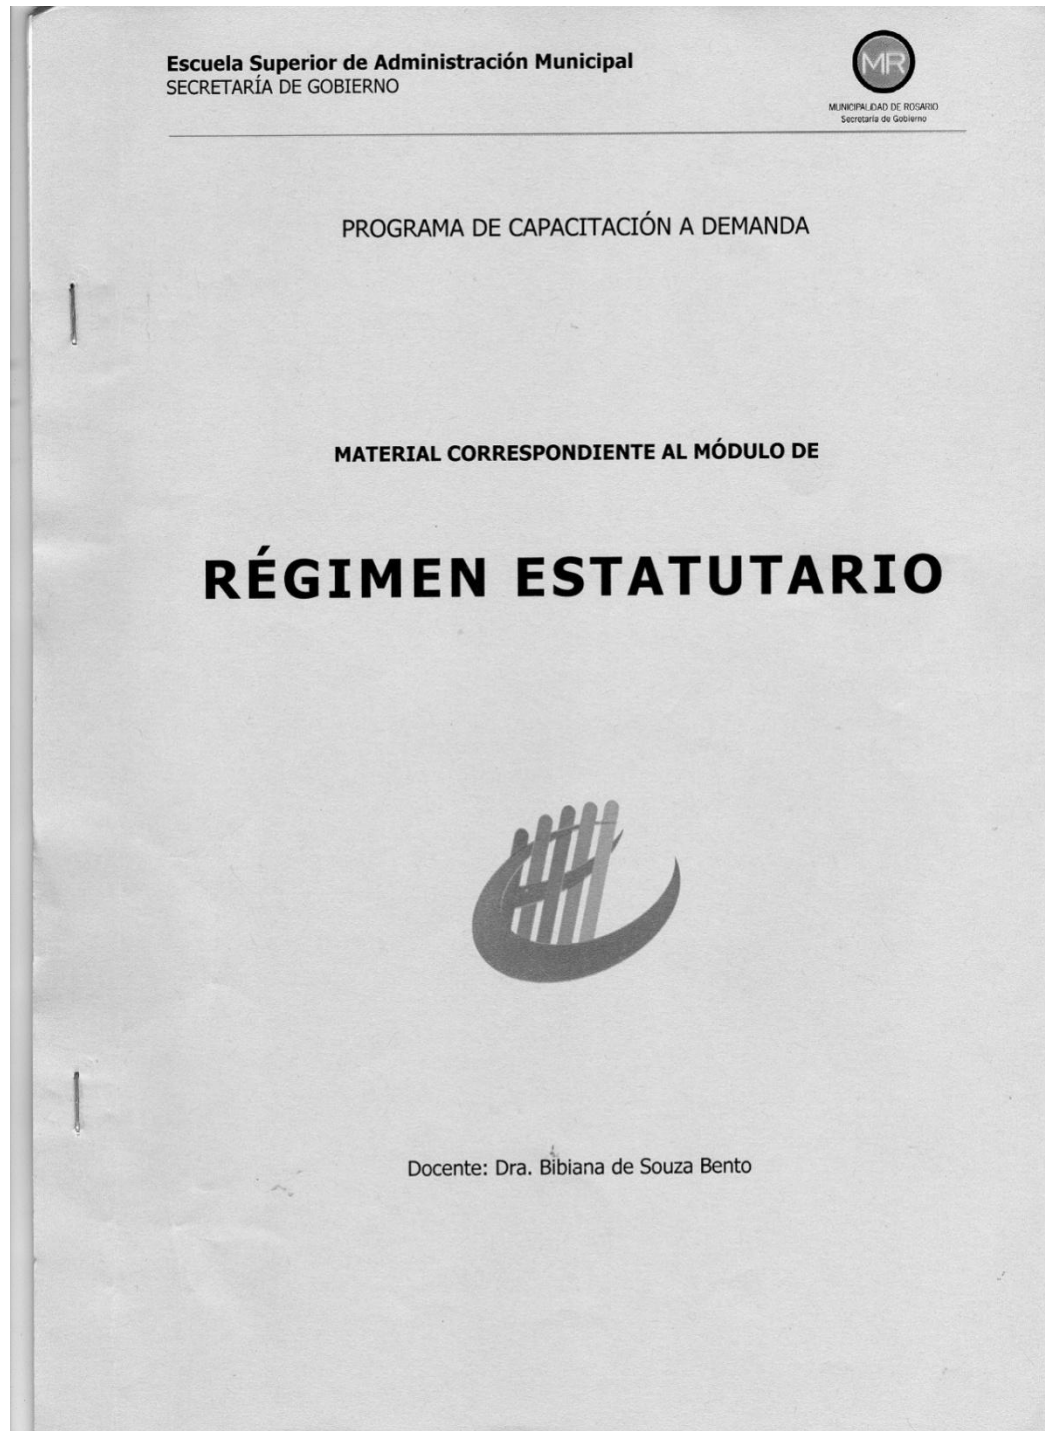 Escuela Superior de Administración Municipal
SECRETARÍA DE GOBIERNO
MR
MUNICIPALIDAD DE ROSARIO
Secretaría de Gobierno
PROGRAMA DE CAPACITACIÓN A DEMANDA
MATERIAL CORRESPONDIENTE AL MÓDULO DE
RÉGIMEN ESTATUTARIO
Docente: Dra. Bibiana de Souza Bento